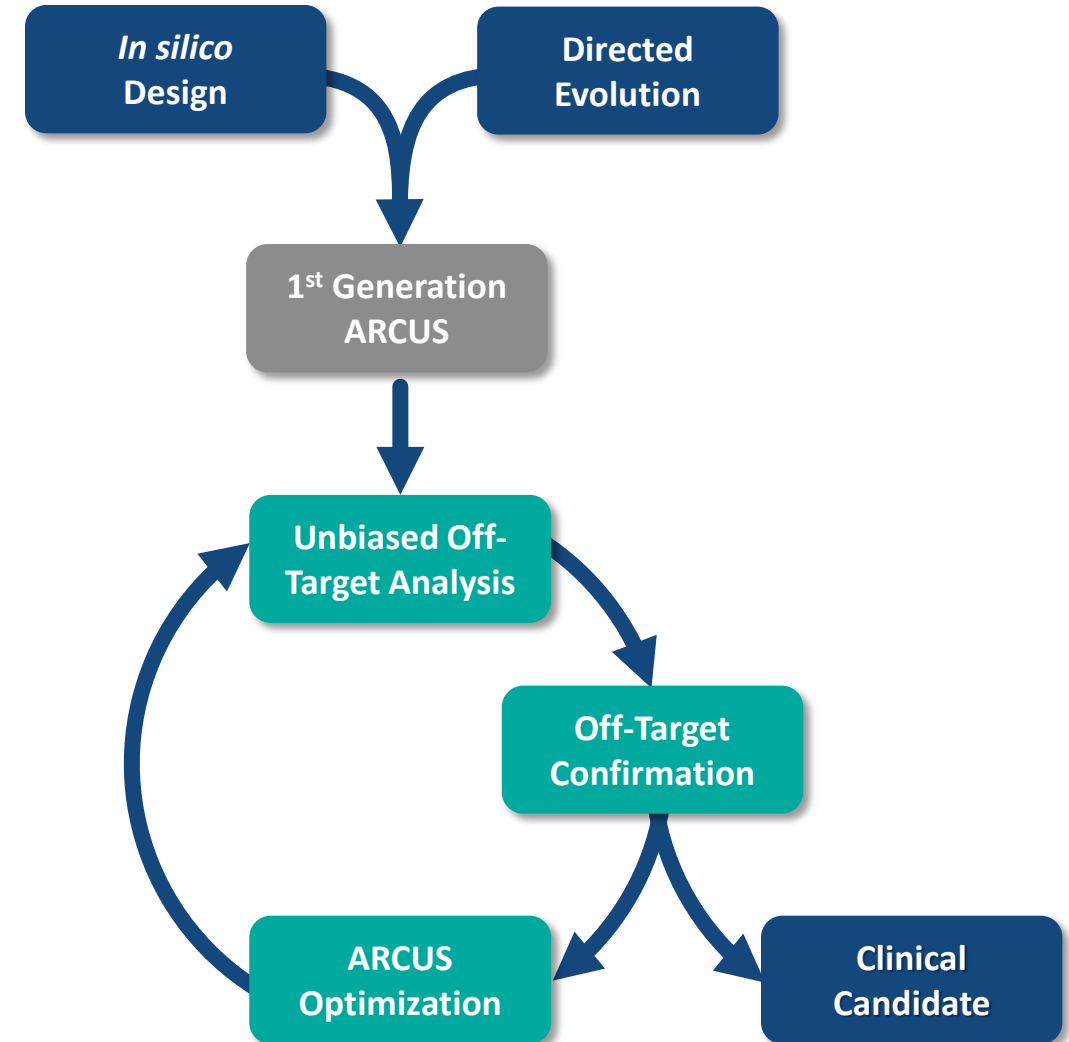 In silico
Design
Directed
Evolution
1st Generation
ARCUS
Unbiased Off-
Target Analysis
Off-Target
Confirmation
ARCUS
Optimization
Clinical
Candidate